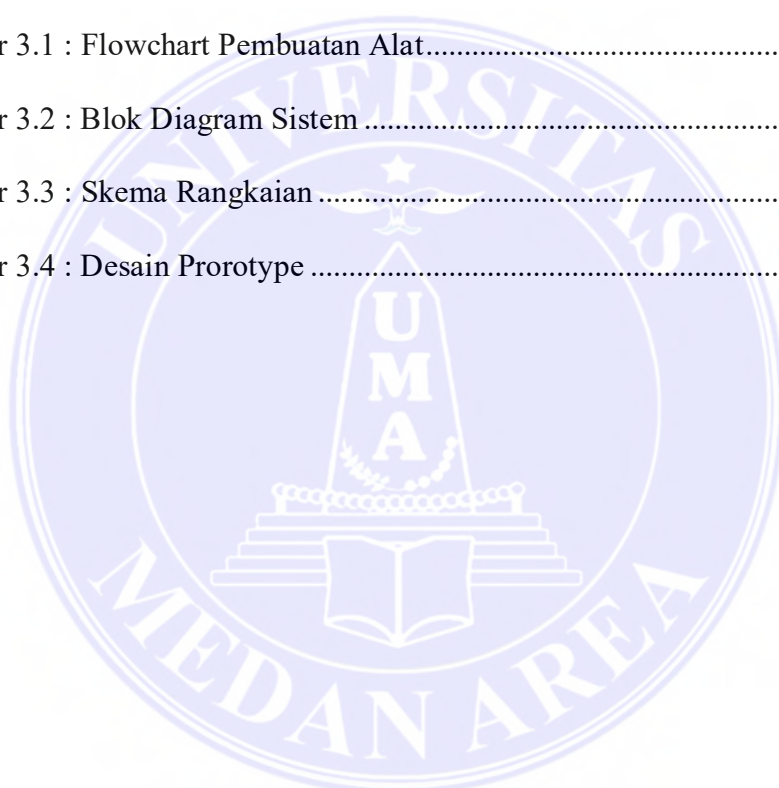 r 3.1 : Flowchart Pembuatan Alat
r 3.2 : Blok Diagram Sistem
r 3.3 : Skema Rangkaian
r 3.4 : Desain Prorotype
UNIVERSITAS
UMA
MEDAN AREA